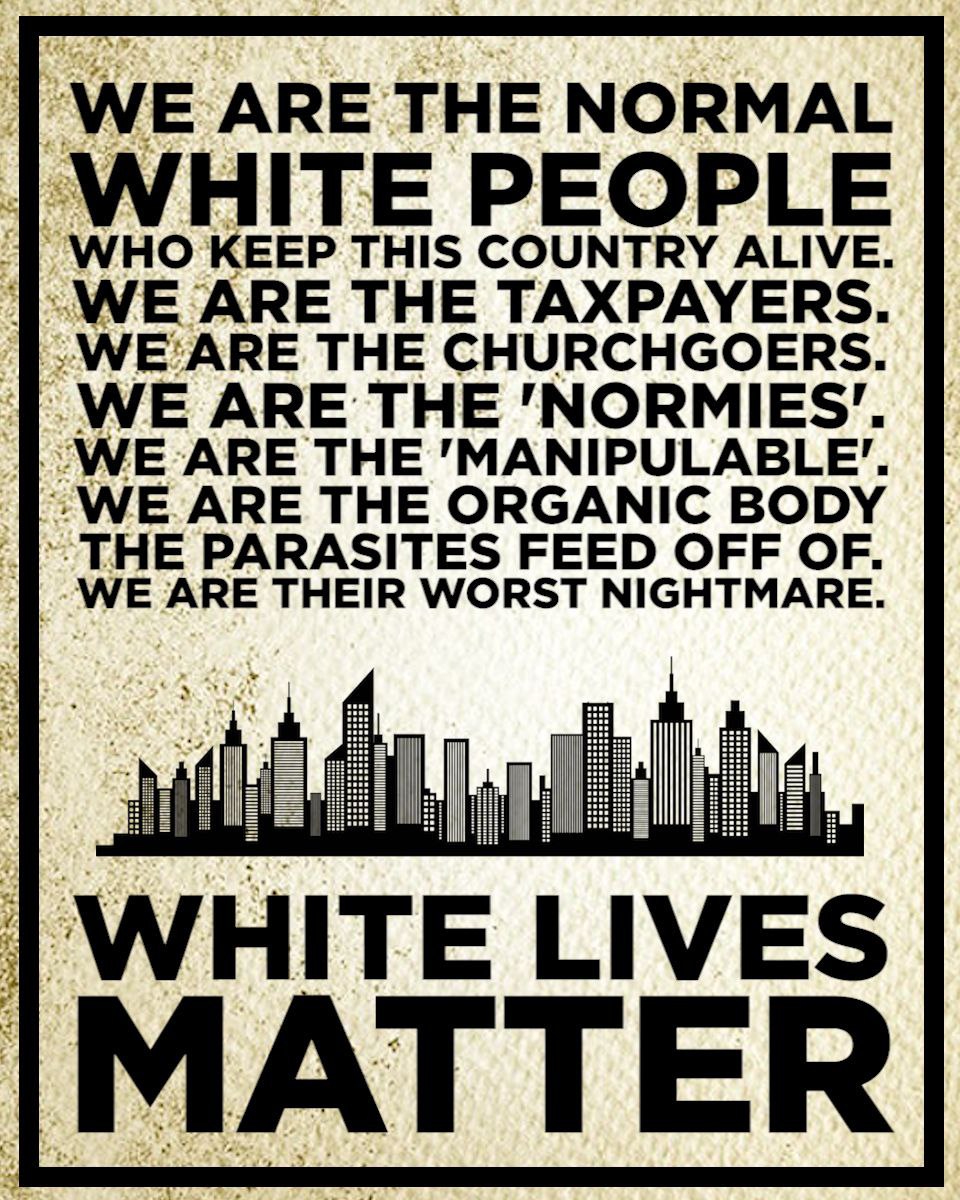 WE ARE THE NORMAL
WHITE PEOPLE
WHO KEEP THIS COUNTRY ALIVE.
WE ARE THE TAXPAYERS.
WE ARE THE CHURCHGOERS.
WE ARE THE 'NORMIES'.
WE ARE THE 'MANIPULABLE'.
WE ARE THE ORGANIC BODY
THE PARASITES FEED OFF OF.
WE ARE THEIR WORST NIGHTMARE.
WHITE LIVES
MATTER